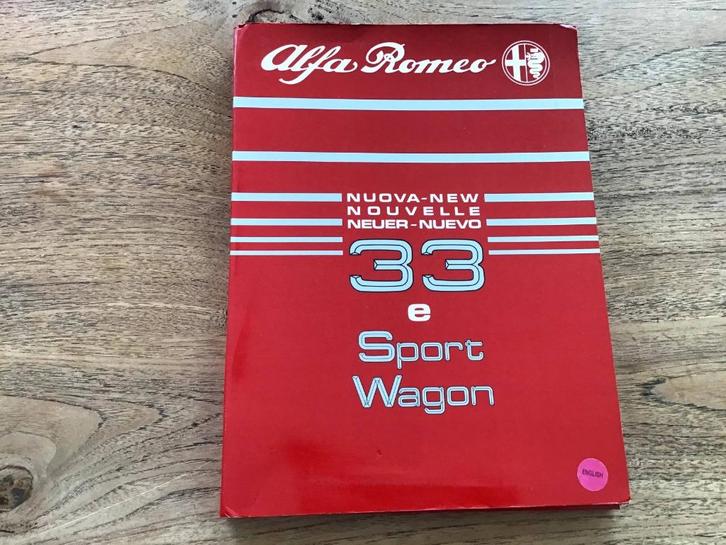 Alfa Romeo
NUOVA-NEW
NOUVELLE
NEUER-NUEVO
33
e
Sport
Wagon
ENGLISH